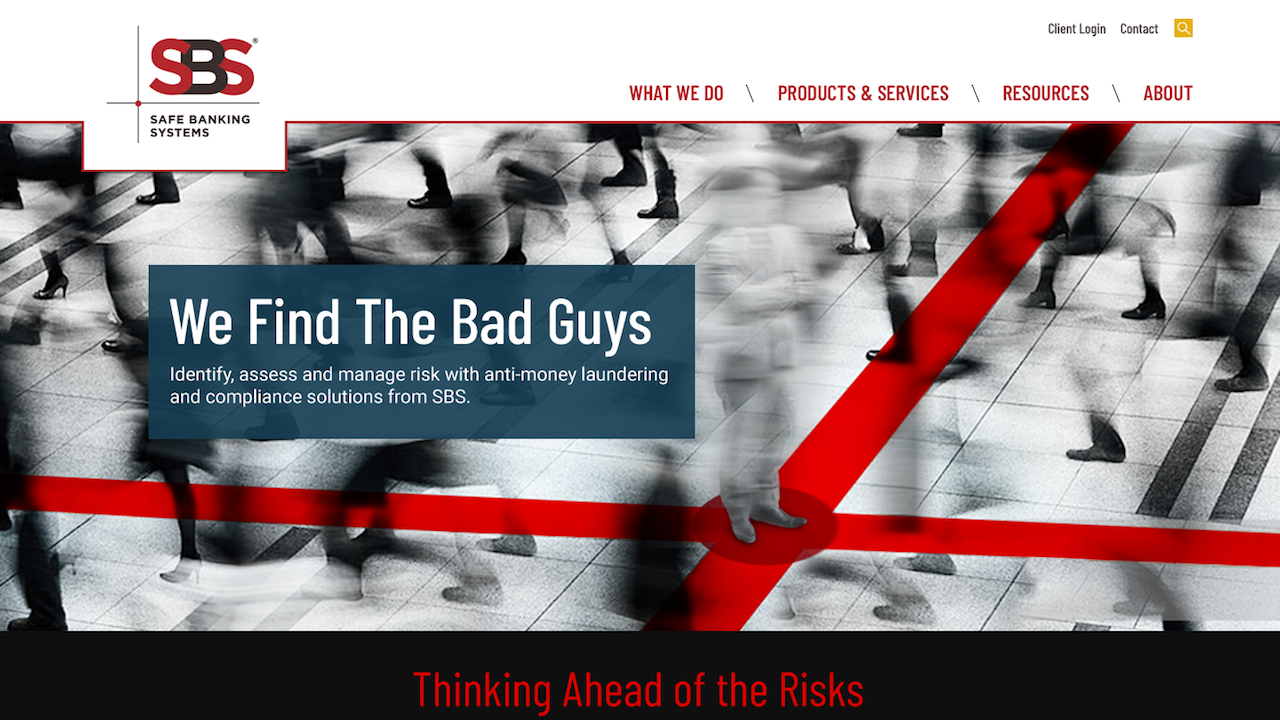 SBS®
SAFE BANKING
SYSTEMS
Client Login Contact
WHAT WE DO \ PRODUCTS & SERVICES \ RESOURCES \ ABOUT
We Find The Bad Guys
Identify, assess and manage risk with anti-money laundering
and compliance solutions from SBS.
Thinking Ahead of the Risks